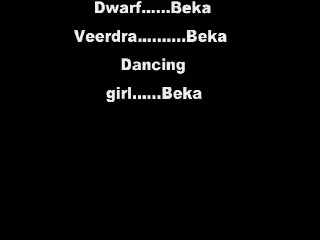 Dwarf......Beka
Veerdra..........Beka
Dancing
girl......Beka